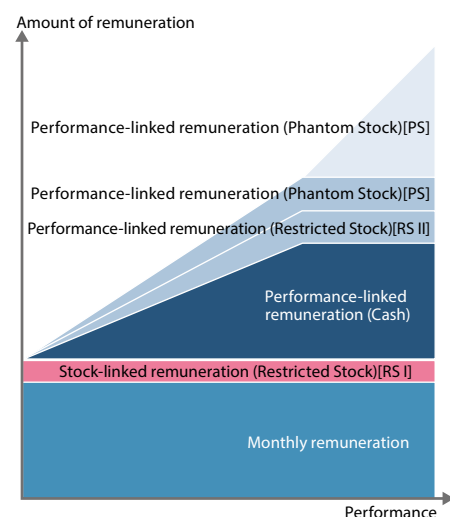 Amount of remuneration
Performance-linked remuneration (Phantom Stock)[PS]
Performance-linked remuneration (Phantom Stock)[PS]
Performance-linked remuneration (Restricted Stock)[RS II]
Performance-linked
remuneration (Cash)
Stock-linked remuneration (Restricted Stock)[RS I]
Monthly remuneration
Performance